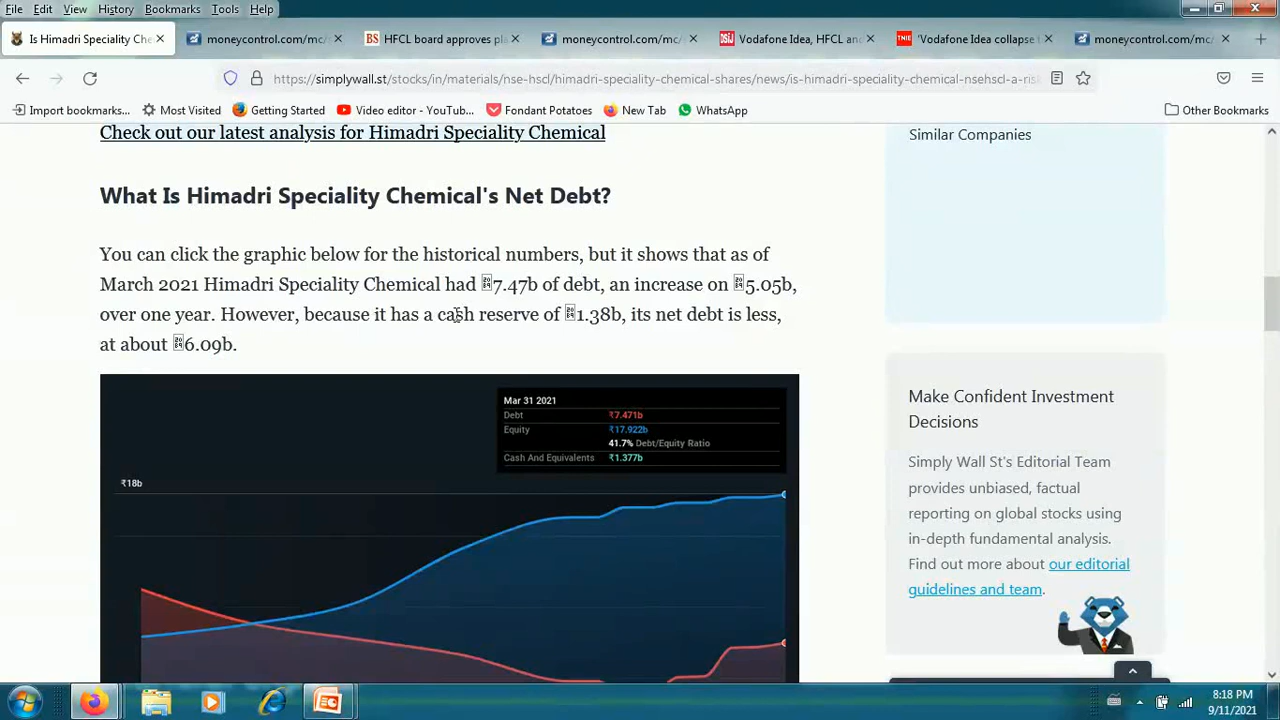 File Edit View History Bookmarks Tools Help
Is Himadri Speciality Che
moneycontrol.com/mc/
HFCL board approves pla
moneycontrol.com/mc/
Vodafone Idea, HFCL an
'Vodafone Idea collapse t
moneycontrol.com/mc/
https://simplywall.st/stocks/in/materials/nse-hscl/himadri-speciality-chemical-shares/news/is-himadri-speciality-chemical-nsehscl-a-ris
Import bookmarks... Most Visited Getting Started Video editor - YouTube... Fondant Potatoes New Tab WhatsApp Other Bookmarks
Check out our latest analysis for Himadri Speciality Chemical
What Is Himadri Speciality Chemical's Net Debt?
You can click the graphic below for the historical numbers, but it shows that as of
March 2021 Himadri Speciality Chemical had 7.47b of debt, an increase on 5.05b,
over one year. However, because it has a cash reserve of 1.38b, its net debt is less,
at about 6.09b.
Mar 31 2021
Debt ₹7.471b
Equity ₹17.922b
41.7% Debt/Equity Ratio
Cash And Equivalents ₹1.377b
₹18b
Similar Companies
Make Confident Investment
Decisions
Simply Wall St's Editorial Team
provides unbiased, factual
reporting on global stocks using
in-depth fundamental analysis.
Find out more about our editorial
guidelines and team.
8:18 PM
9/11/2021